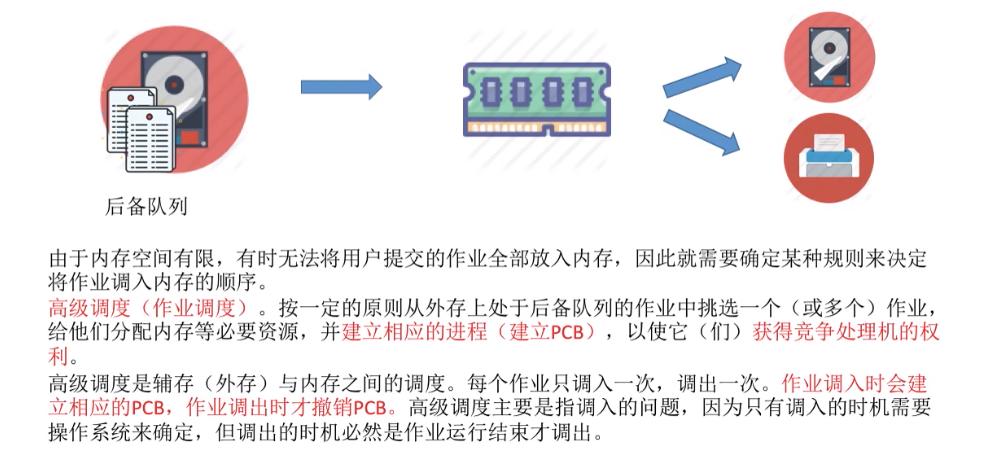 后备队列
由于内存空间有限，有时无法将用户提交的作业全部放入内存，因此就需要确定某种规则来决定
将作业调入内存的顺序。
高级调度（作业调度）。按一定的原则从外存上处于后备队列的作业中挑选一个（或多个）作业，
给他们分配内存等必要资源，并建立相应的进程（建立PCB），以使它（们）获得竞争处理机的权
利。
高级调度是辅存（外存）与内存之间的调度。每个作业只调入一次，调出一次。作业调入时会建
立相应的PCB，作业调出时才撤销PCB。高级调度主要是指调入的问题，因为只有调入的时机需要
操作系统来确定，但调出的时机必然是作业运行结束才调出。